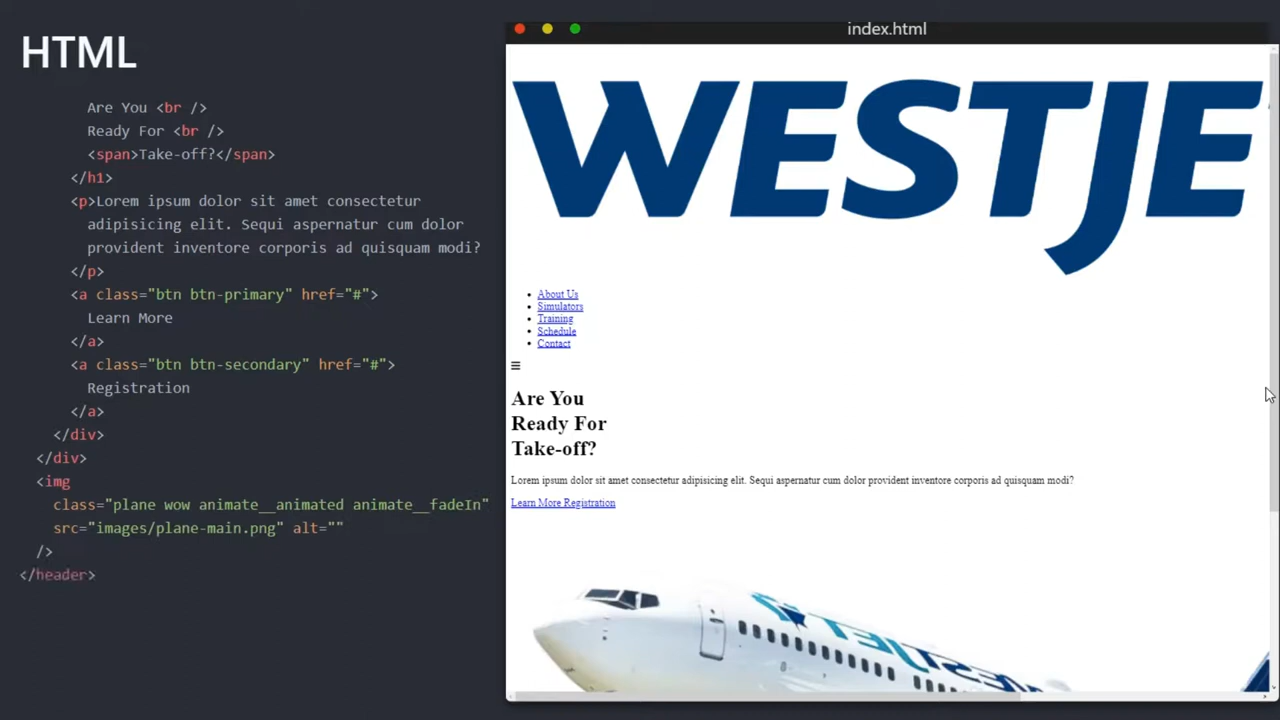 HTML
Are You <br />
Ready For <br />
<span>Take-off?</span>
</h1>
<p>Lorem ipsum dolor sit amet consectetur
adipisicing elit. Sequi aspernatur cum dolor
provident inventore corporis ad quisquam modi?
</p>
<a class="btn btn-primary" href="#">
Learn More
</a>
<a class="btn btn-secondary" href="#">
Registration
</a>
</div>
</div>
<img
class="plane wow animate__animated animate__fadeIn"
src="images/plane-main.png" alt=""
/>
</header>
index.html
WESTJE
About Us
Simulators
Training
Schedule
Contact
Are You
Ready For
Take-off?
Lorem ipsum dolor sit amet consectetur adipisicing elit. Sequi aspernatur cum dolor provident inventore corporis ad quisquam modi?
Learn More Registration
WESTJET